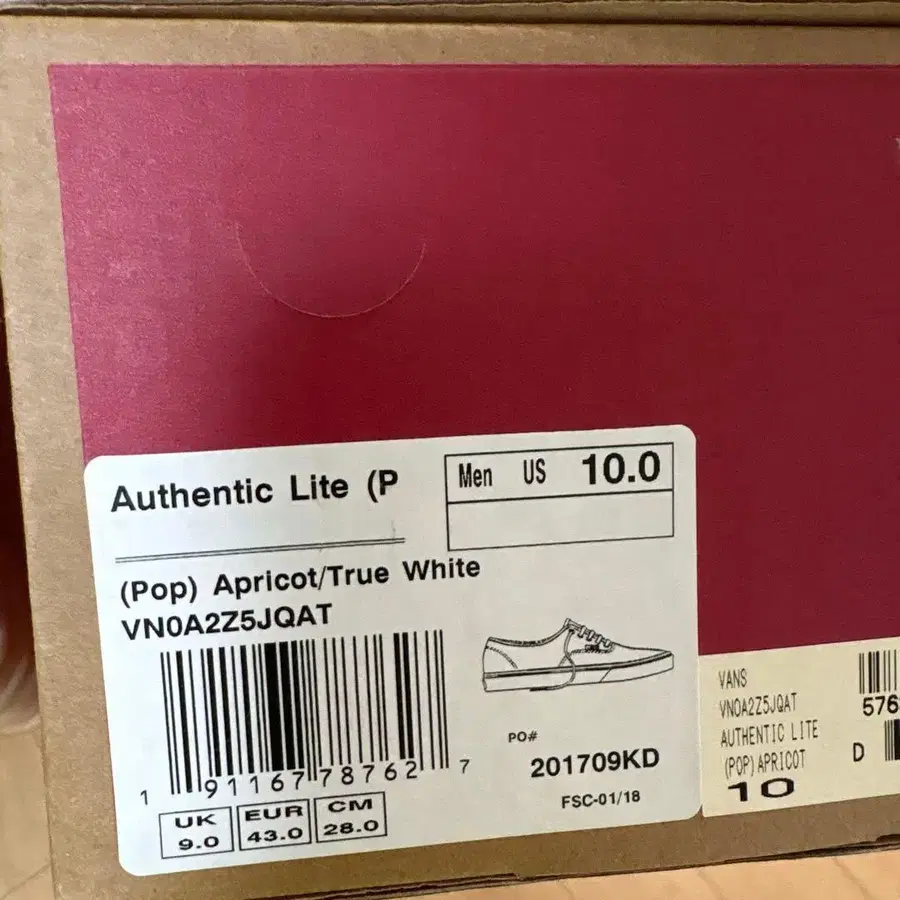 Authentic Lite (P
Men US 10.0
(Pop) Apricot/True White
VN0A2Z5JQAT
1 91167 78762 7
PO#
201709KD
FSC-01/18
UK
9.0
EUR
43.0
CM
28.0
VANS
VN0A2Z5JQAT
AUTHENTIC LITE
(POP) APRICOT
10
576
D